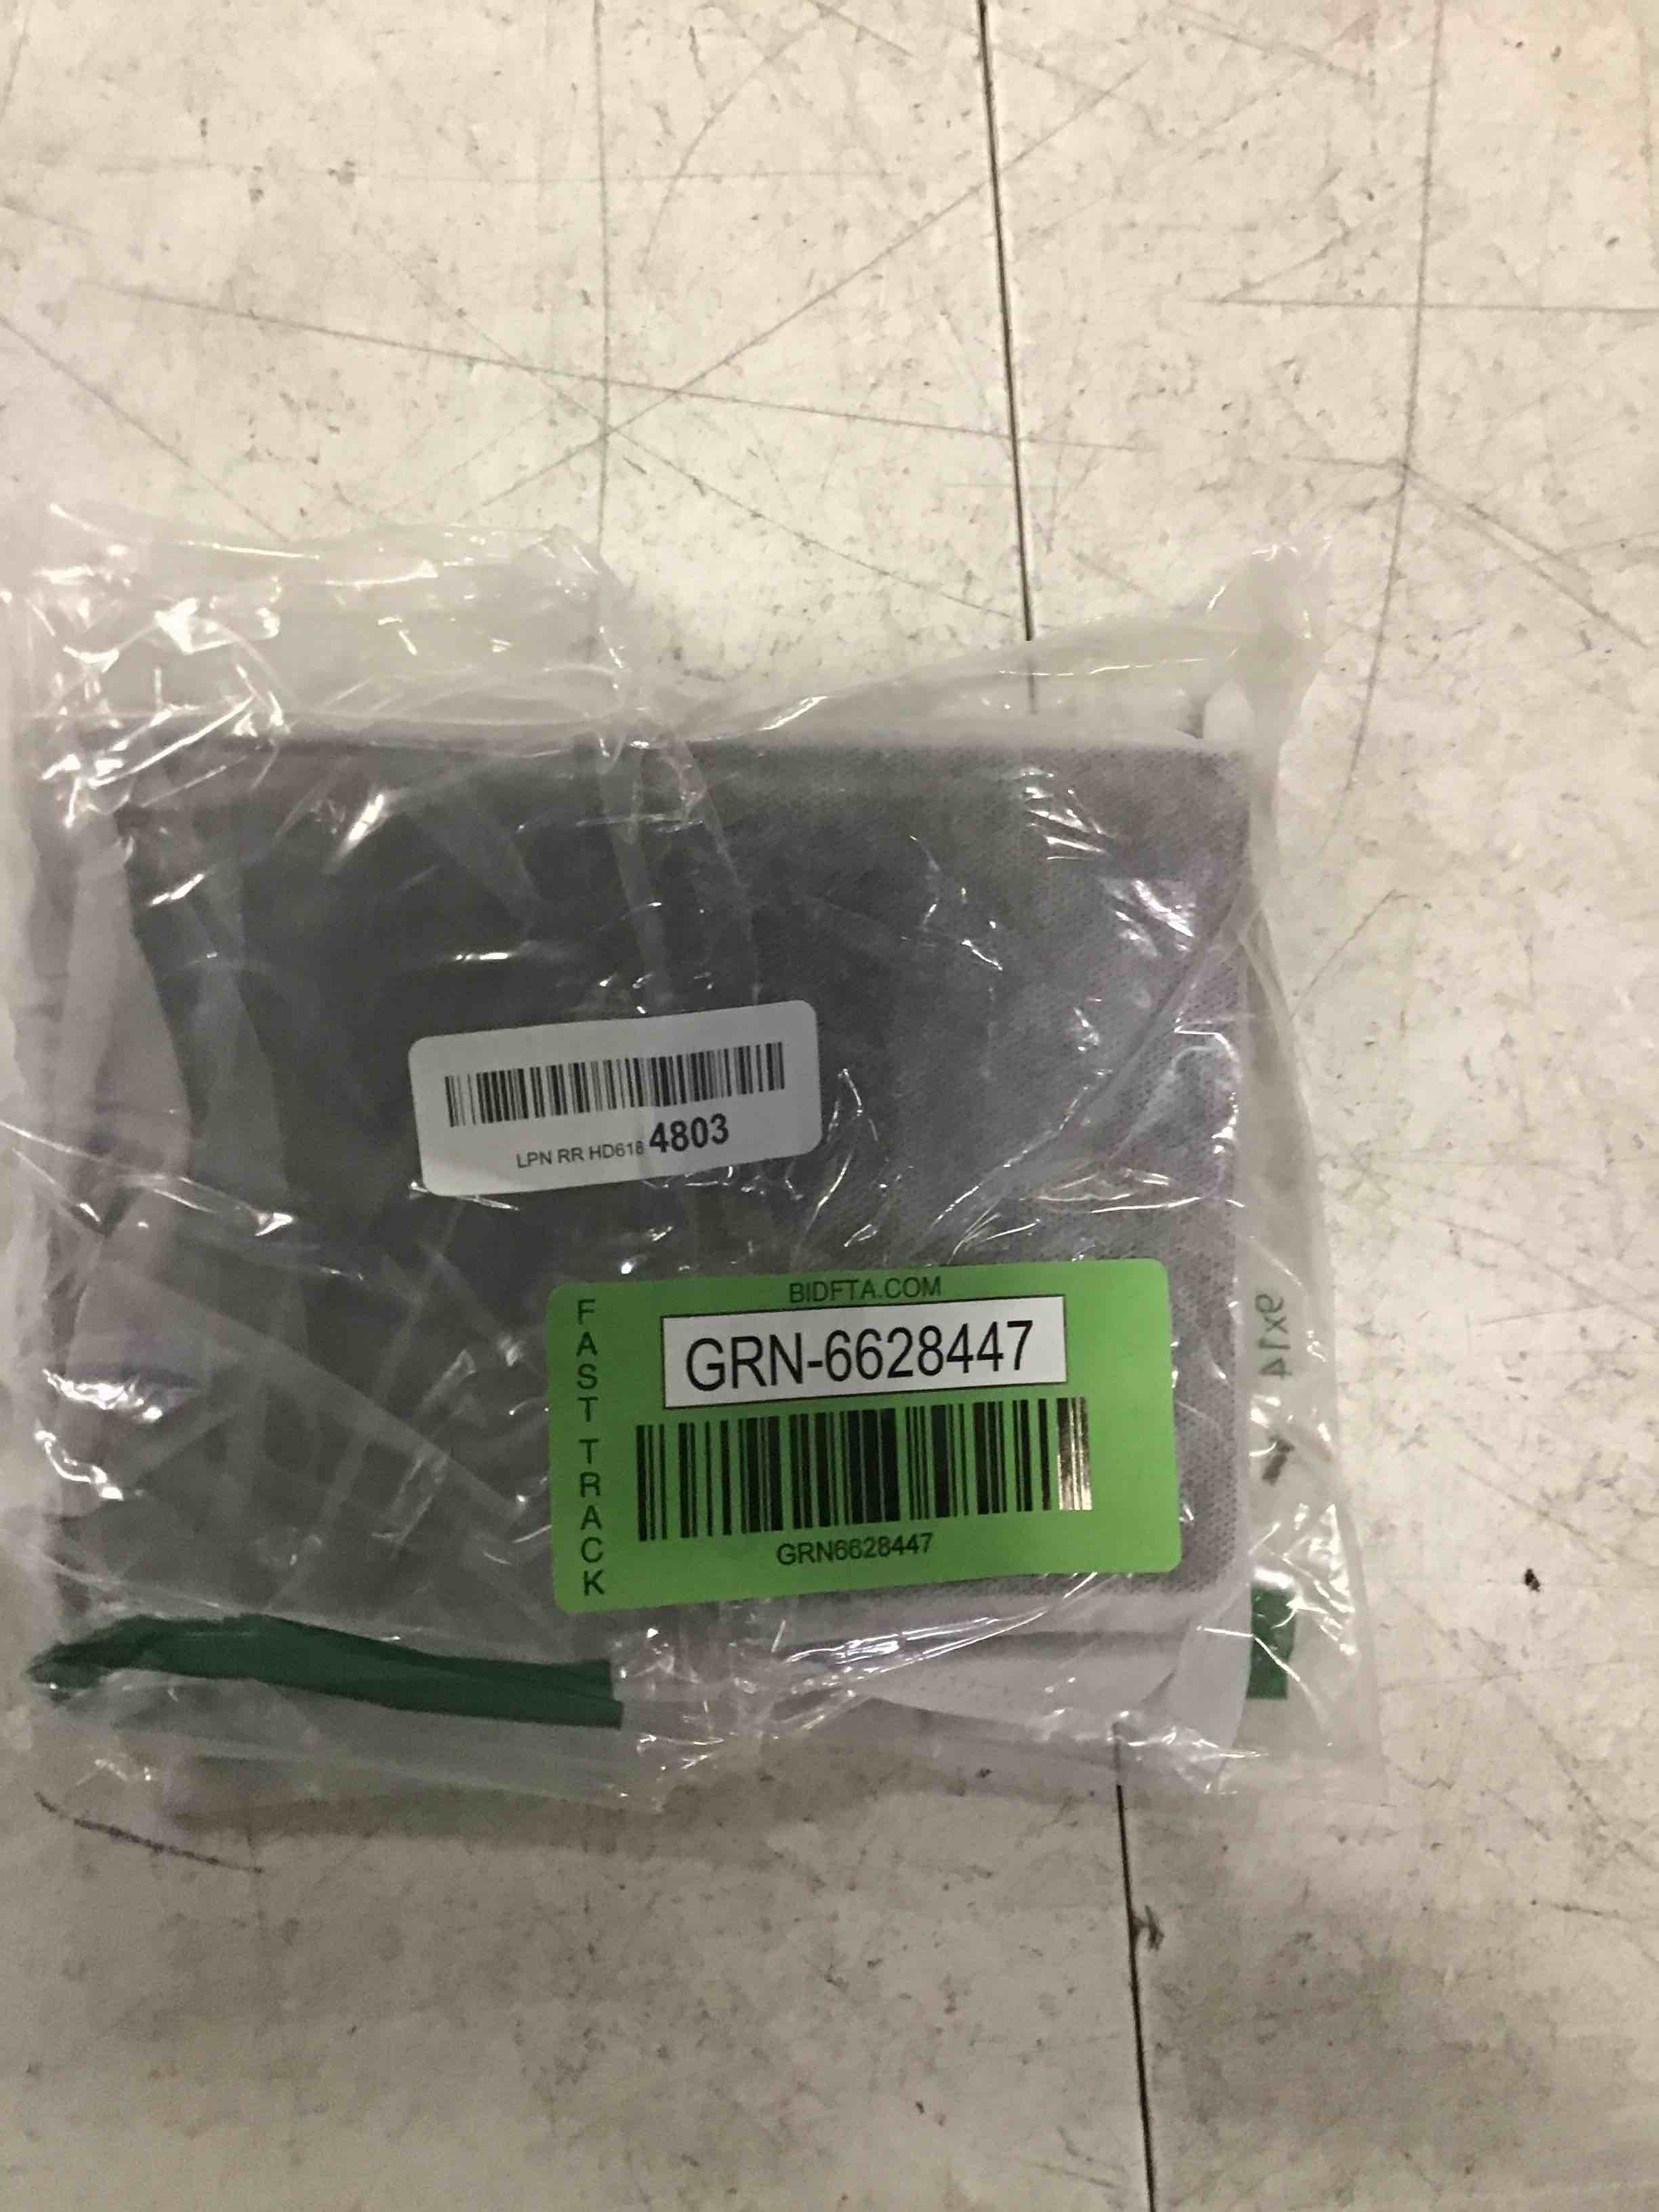 LPN RR HD618 4803
BIDFTA.COM
FAST TRACK
GRN-6628447
GRN6628447
9x14